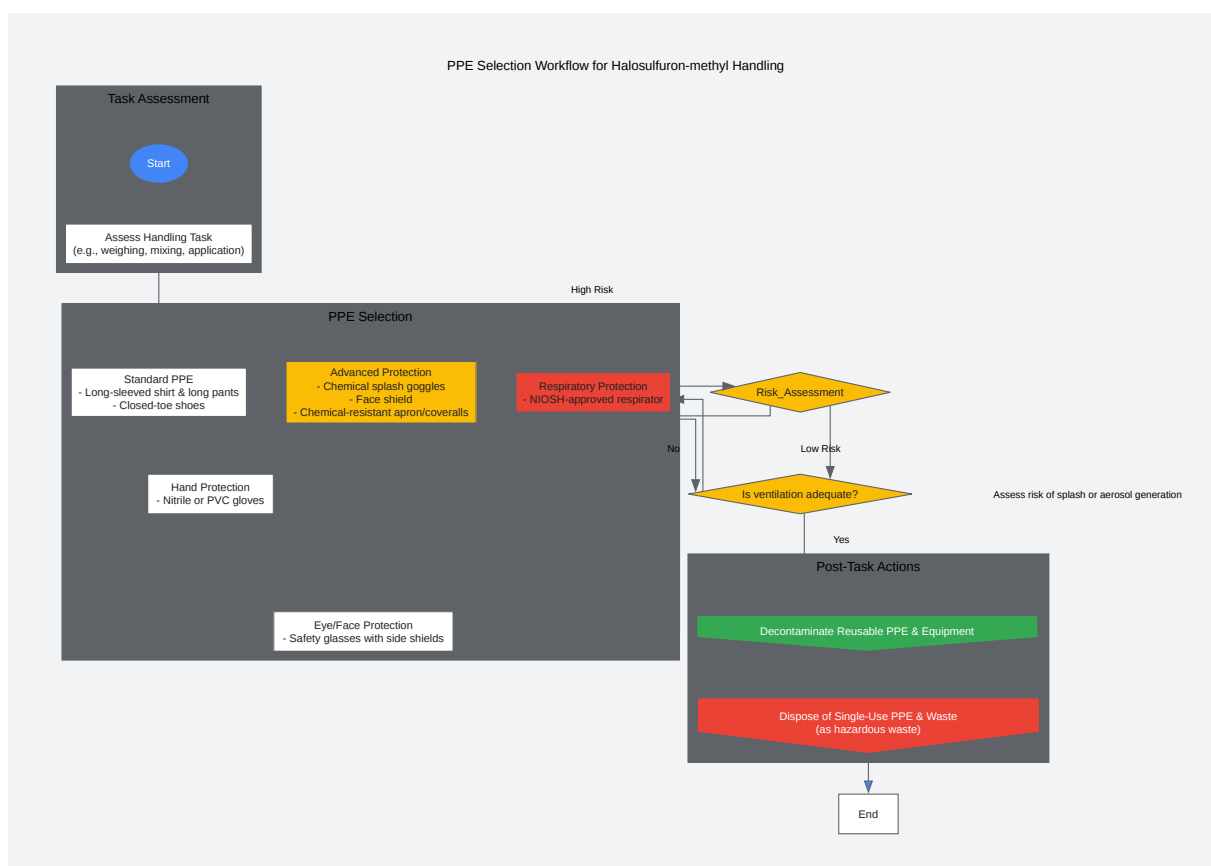 PPE Selection Workflow for Halosulfuron-methyl Handling
Task Assessment
Start
Assess Handling Task
(e.g., weighing, mixing, application)
High Risk
PPE Selection
Standard PPE
- Long-sleeved shirt & long pants
- Closed-toe shoes
Advanced Protection
- Chemical splash goggles
- Face shield
- Chemical-resistant apron/coveralls
Respiratory Protection
- NIOSH-approved respirator
Risk_Assessment
No
Low Risk
Hand Protection
- Nitrile or PVC gloves
Is ventilation adequate?
Assess risk of splash or aerosol generation
Yes
Post-Task Actions
Eye/Face Protection
- Safety glasses with side shields
Decontaminate Reusable PPE & Equipment
Dispose of Single-Use PPE & Waste
(as hazardous waste)
End